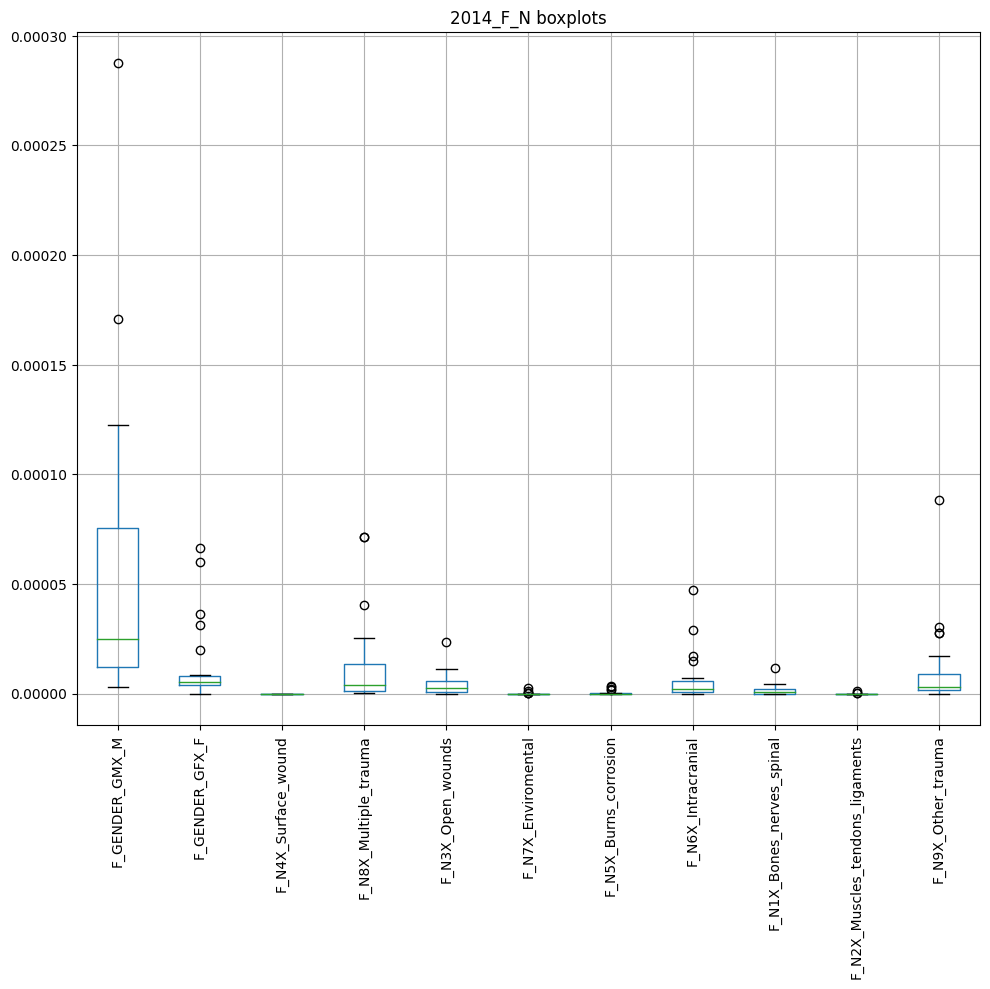 2014_F_N boxplots
0.00030
0.00025
0.00020
0.00015
0.00010
0.00005
0.00000
F_GENDER_GMX_M
F_GENDER_GFX_F
F_N4X_Surface_wound
F_N8X_Multiple_trauma
F_N3X_Open_wounds
F_N7X_Enviromental
F_N5X_Burns_corrosion
F_N6X_Intracranial
F_N1X_Bones_nerves_spinal
F_N2X_Muscles_tendons_ligaments
F_N9X_Other_trauma